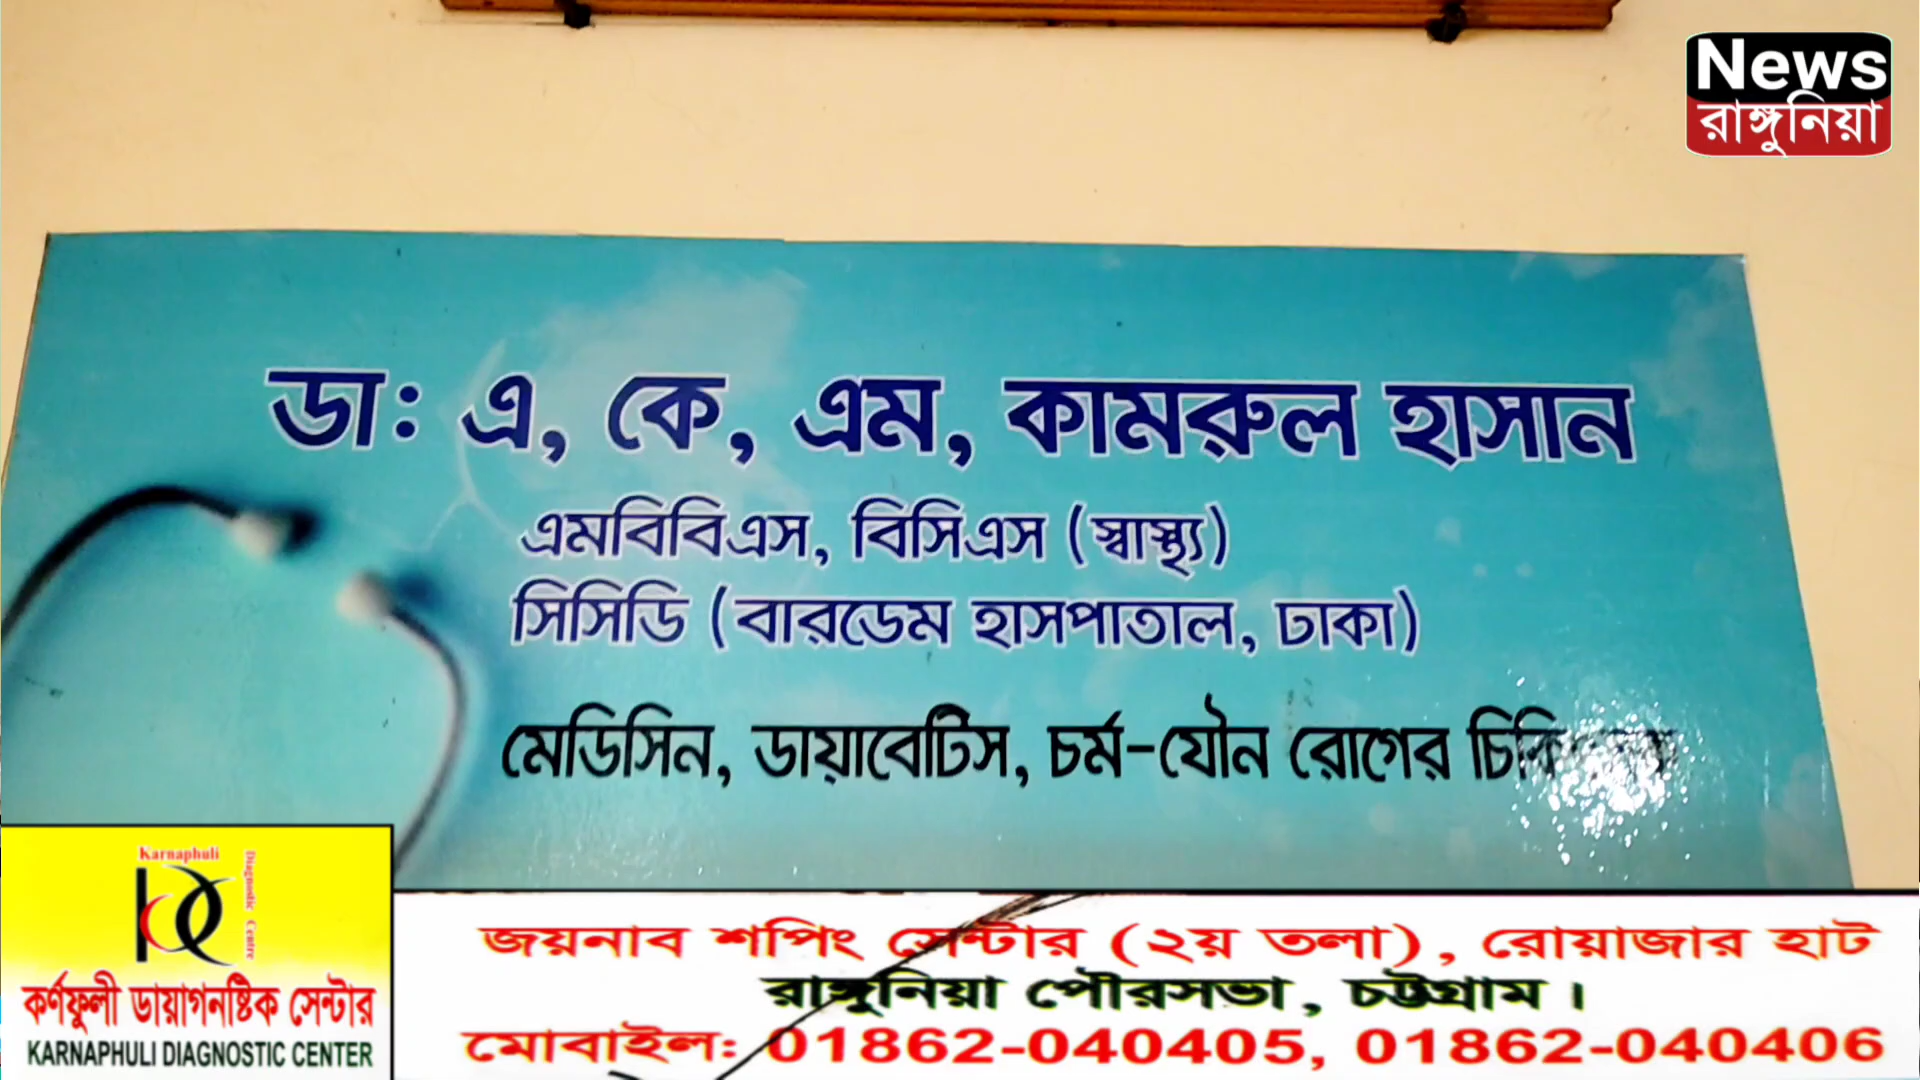 News
রাঙ্গুনিয়া
ডাঃ এ, কে, এম, কামরুল হাসান
এমবিবিএস, বিসিএস (স্বাস্থ্য)
সিসিডি (বারডেম হাসপাতাল, ঢাকা)
মেডিসিন, ডায়াবেটিস, চর্ম-যৌন রোগের
Karnaphuli
Diagnostic Centre
কর্ণফুলী ডায়াগনষ্টিক সেন্টার
KARNAPHULI DIAGNOSTIC CENTER
জয়নাব শপিং সেন্টার (২য় তলা), রোয়াজার হাট
রাঙ্গুনিয়া পৌরসভা, চট্টগ্রাম।
মোবাইল: 01862-040405, 01862-040406